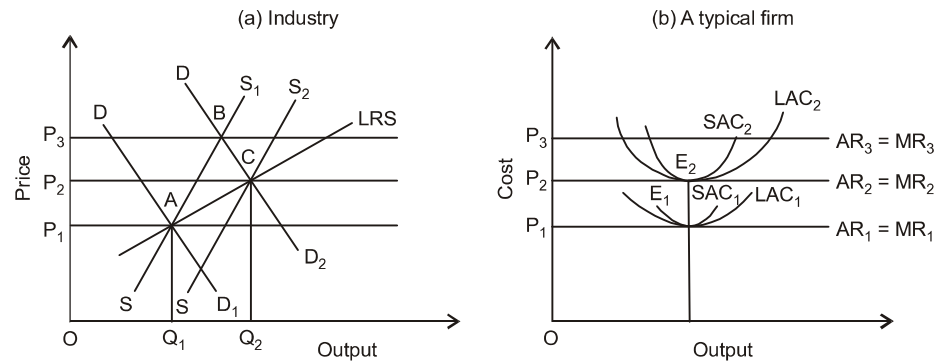 (a) Industry
Price
P₃
P₂
P₁
D
D
S₁
S₂
LRS
B
C
A
D₂
S
S
D₁
O
Q₁
Q₂
Output
(b) A typical firm
Cost
P₃
P₂
P₁
LAC₂
SAC₂
AR₃ = MR₃
E₂
AR₂ = MR₂
E₁
SAC₁
LAC₁
AR₁ = MR₁
O
Output